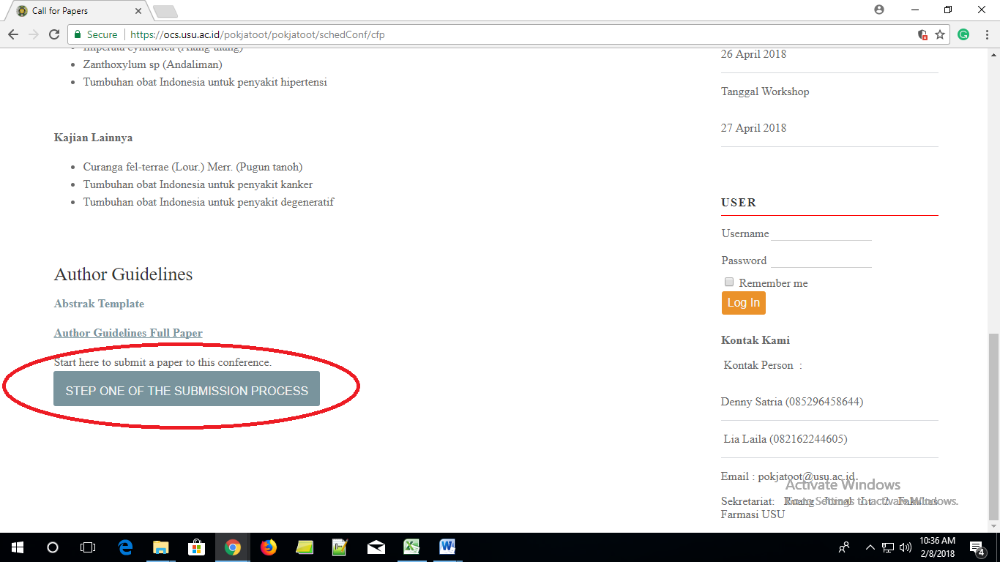 Call for Papers
Secure
https://ocs.usu.ac.id/pokjatoot/pokjatoot/schedConf/cfp
Imperata cylindrica (Alang-alang)
Zanthoxylum sp (Andaliman)
Tumbuhan obat Indonesia untuk penyakit hipertensi
Kajian Lainnya
Curanga fel-terrae (Lour.) Merr. (Pugun tanoh)
Tumbuhan obat Indonesia untuk penyakit kanker
Tumbuhan obat Indonesia untuk penyakit degeneratif
Author Guidelines
Abstrak Template
Author Guidelines Full Paper
Start here to submit a paper to this conference.
STEP ONE OF THE SUBMISSION PROCESS
26 April 2018
Tanggal Workshop
27 April 2018
USER
Username
Password
Remember me
Log In
Kontak Kami
Kontak Person :
Denny Satria (085296458644)
Lia Laila (082162244605)
Email : pokjatoot@usu.ac.id.
Activate Windows
Sekretariat: Ruang Jurnal Lt. 2 Fakultas
Go to Settings to activate Windows.
Farmasi USU
10:36 AM
2/8/2018
4